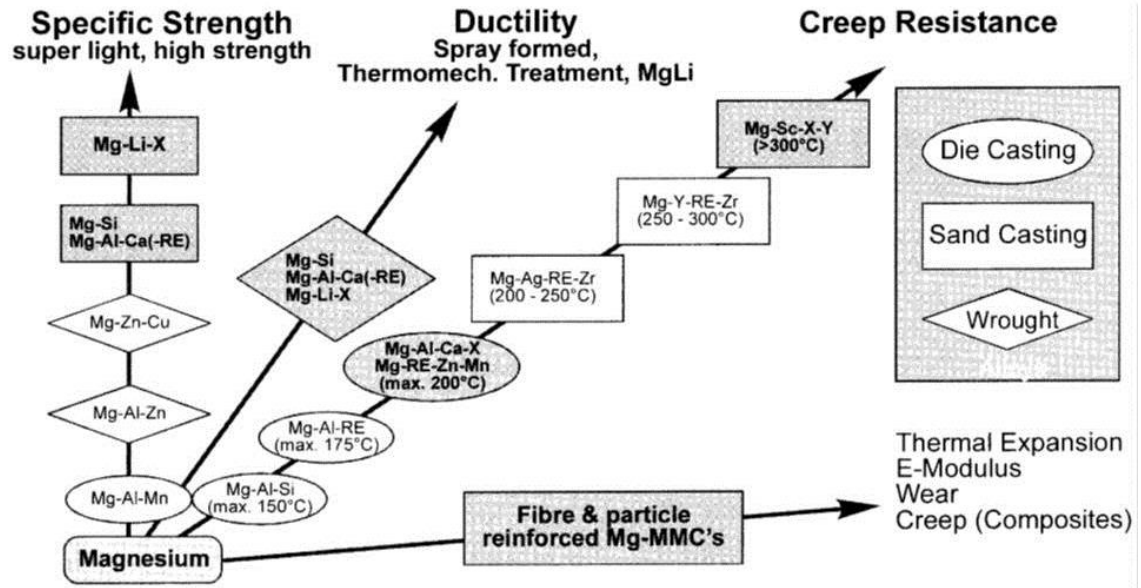 Specific Strength
super light, high strength
Ductility
Spray formed,
Thermomech. Treatment, MgLi
Creep Resistance
Mg-Li-X
Mg-Si
Mg-Al-Ca(-RE)
Mg-Zn-Cu
Mg-Al-Zn
Mg-Al-Mn
Magnesium
Mg-Si
Mg-Al-Ca(-RE)
Mg-Li-X
Mg-Sc-X-Y
(>300°C)
Mg-Y-RE-Zr
(250 - 300°C)
Mg-Ag-RE-Zr
(200 - 250°C)
Mg-Al-Ca-X
Mg-RE-Zn-Mn
(max. 200°C)
Mg-Al-RE
(max. 175°C)
Mg-Al-Si
(max. 150°C)
Fibre & particle
reinforced Mg-MMC's
Die Casting
Sand Casting
Wrought
Thermal Expansion
E-Modulus
Wear
Creep (Composites)